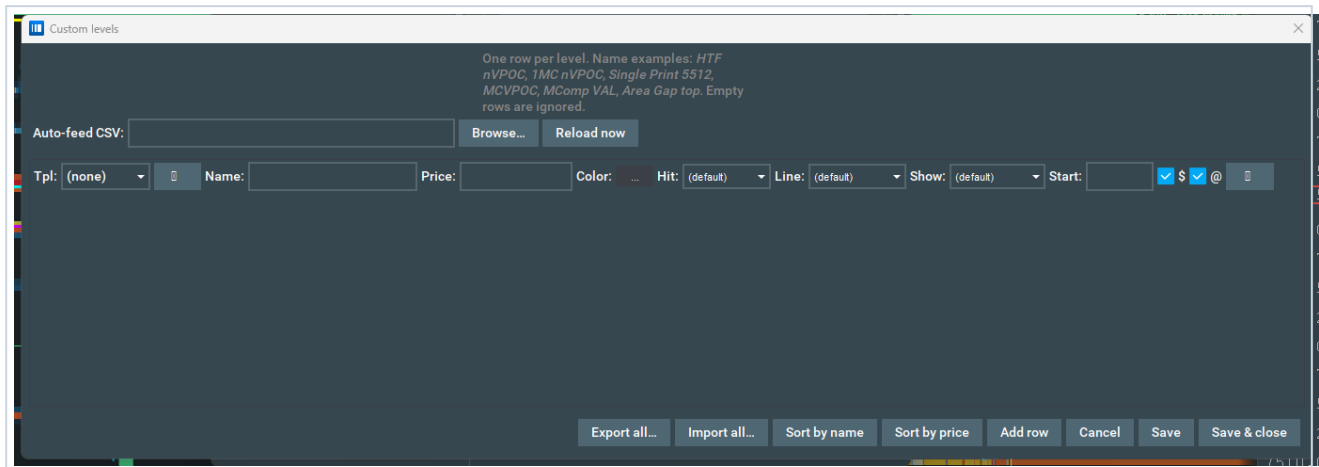 Custom levels
One row per level. Name examples: HTF
nVPOC, 1MC nVPOC, Single Print 5512,
MCVPOC, MComp VAL, Area Gap top. Empty
rows are ignored.
Auto-feed CSV: Browse... Reload now
Tpl: (none) Name: Price: Color: ... Hit: (default) Line: (default) Show: (default) Start: $ @
Export all... Import all... Sort by name Sort by price Add row Cancel Save Save & close